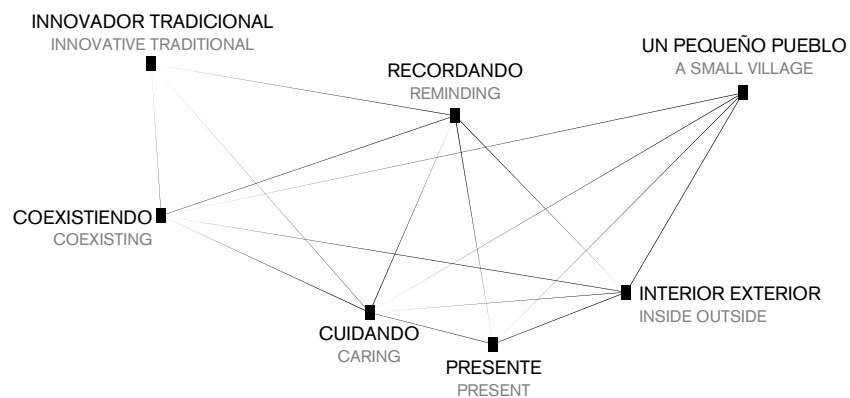 INNOVADOR TRADICIONAL
INNOVATIVE TRADITIONAL
UN PEQUEÑO PUEBLO
A SMALL VILLAGE
RECORDANDO
REMINDING
COEXISTIENDO
COEXISTING
INTERIOR EXTERIOR
INSIDE OUTSIDE
CUIDANDO
CARING
PRESENTE
PRESENT